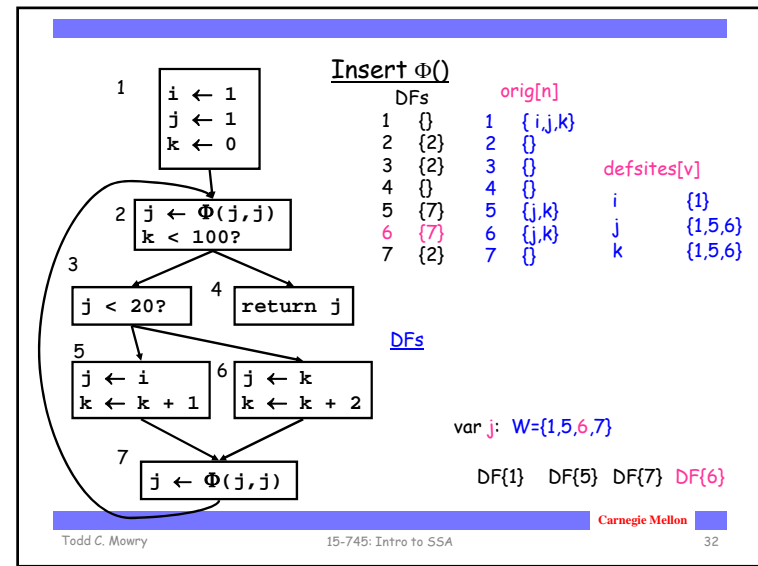 Insert Φ()
1
i ← 1
j ← 1
k ← 0
2
j ← Φ(j,j)
k < 100?
3
j < 20?
4
return j
5
j ← i
k ← k + 1
6
j ← k
k ← k + 2
7
j ← Φ(j,j)
DFs
1 {}
2 {2}
3 {2}
4 {}
5 {7}
6 {7}
7 {2}
orig[n]
1 { i,j,k}
2 {}
3 {}
4 {}
5 {j,k}
6 {j,k}
7 {}
defsites[v]
i {1}
j {1,5,6}
k {1,5,6}
DFs
var j: W={1,5,6,7}
DF{1} DF{5} DF{7} DF{6}
Carnegie Mellon
Todd C. Mowry 15-745: Intro to SSA 32